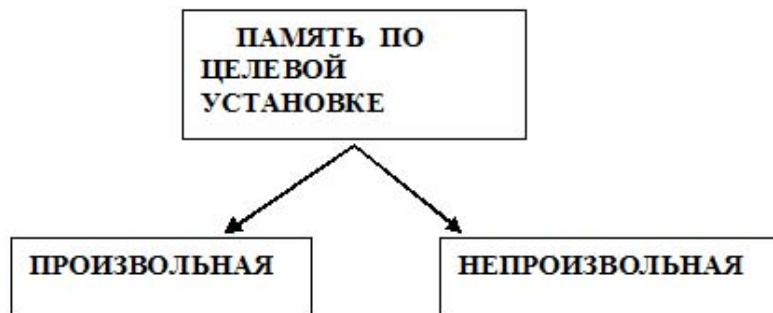 ПАМЯТЬ ПО
ЦЕЛЕВОЙ
УСТАНОВКЕ
ПРОИЗВОЛЬНАЯ
НЕПРОИЗВОЛЬНАЯ